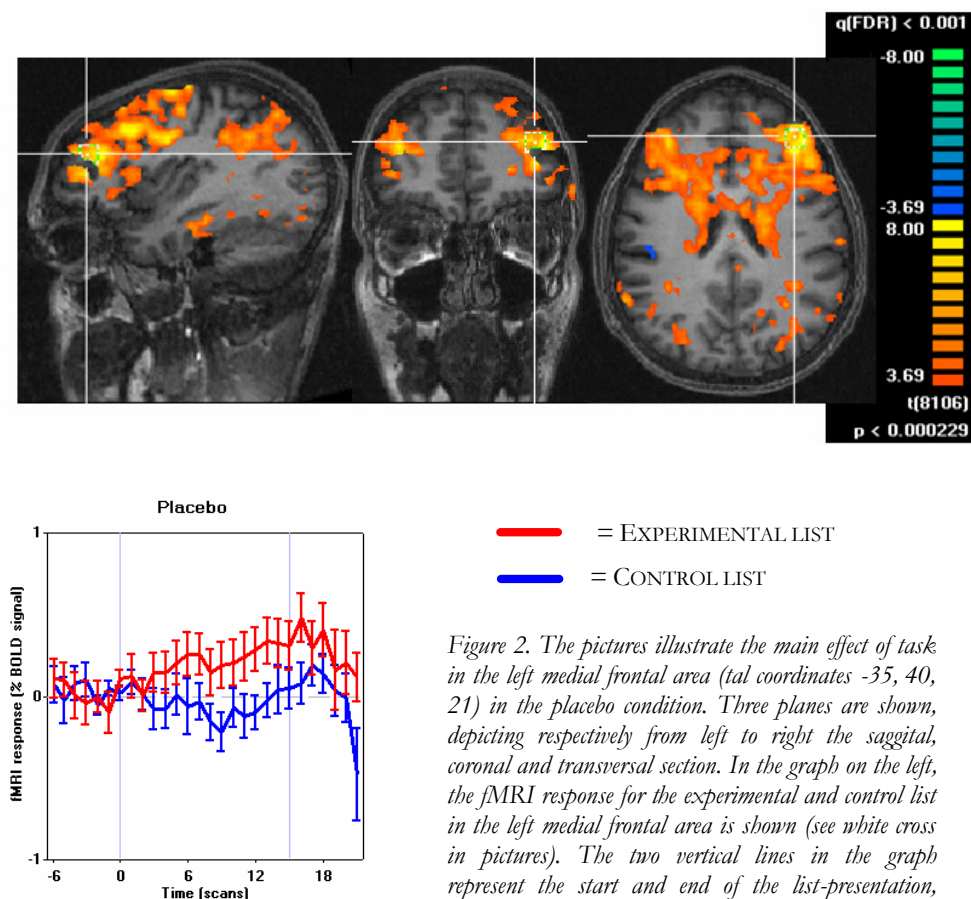 q(FDR) < 0.001
-8.00
-3.69
8.00
3.69
t(8106)
p < 0.000229
Placebo
1
0
-1
fMRI response (% BOLD signal)
-6 0 6 12 18
Time (scans)
= EXPERIMENTAL LIST
= CONTROL LIST
Figure 2. The pictures illustrate the main effect of task
in the left medial frontal area (tal coordinates -35, 40,
21) in the placebo condition. Three planes are shown,
depicting respectively from left to right the saggital,
coronal and transversal section. In the graph on the left,
the fMRI response for the experimental and control list
in the left medial frontal area is shown (see white cross
in pictures). The two vertical lines in the graph
represent the start and end of the list-presentation,